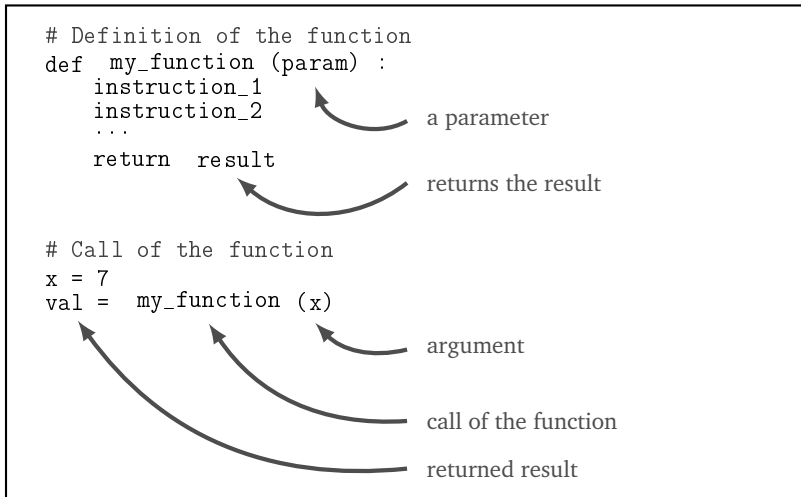 # Definition of the function
def my_function (param) :
instruction_1
instruction_2
...
a parameter
return result
returns the result
# Call of the function
x = 7
val = my_function (x)
argument
call of the function
returned result